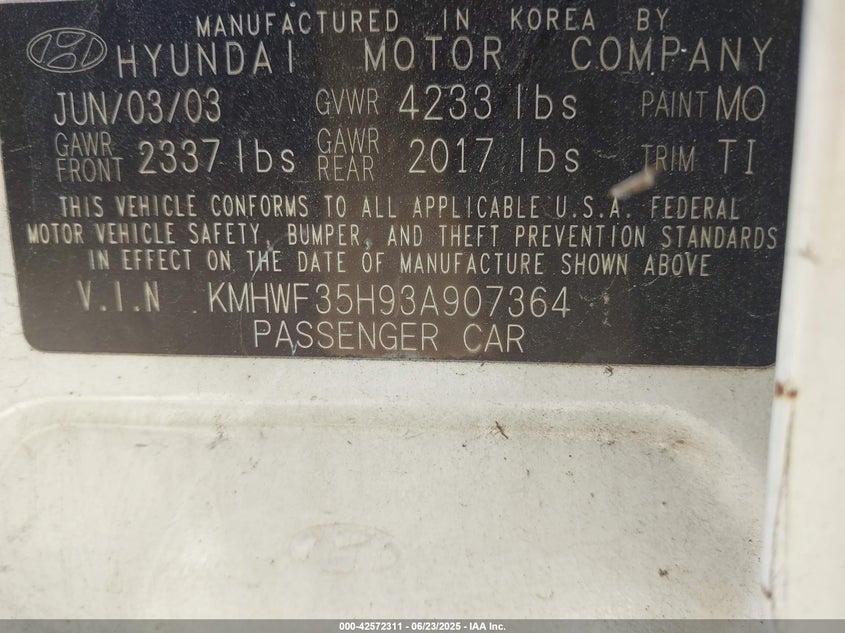 MANUFACTURED IN KOREA BY
HYUNDAI MOTOR COMPANY
JUN/03/03 GVWR 4233 lbs PAINT MO
GAWR FRONT 2337 lbs GAWR REAR 2017 lbs TRIM TI
THIS VEHICLE CONFORMS TO ALL APPLICABLE U.S.A. FEDERAL
MOTOR VEHICLE SAFETY, BUMPER, AND THEFT PREVENTION STANDARDS
IN EFFECT ON THE DATE OF MANUFACTURE SHOWN ABOVE
V.I.N KMHWF35H93A907364
PASSENGER CAR
000-42572311 - 06/23/2025 - IAA Inc.